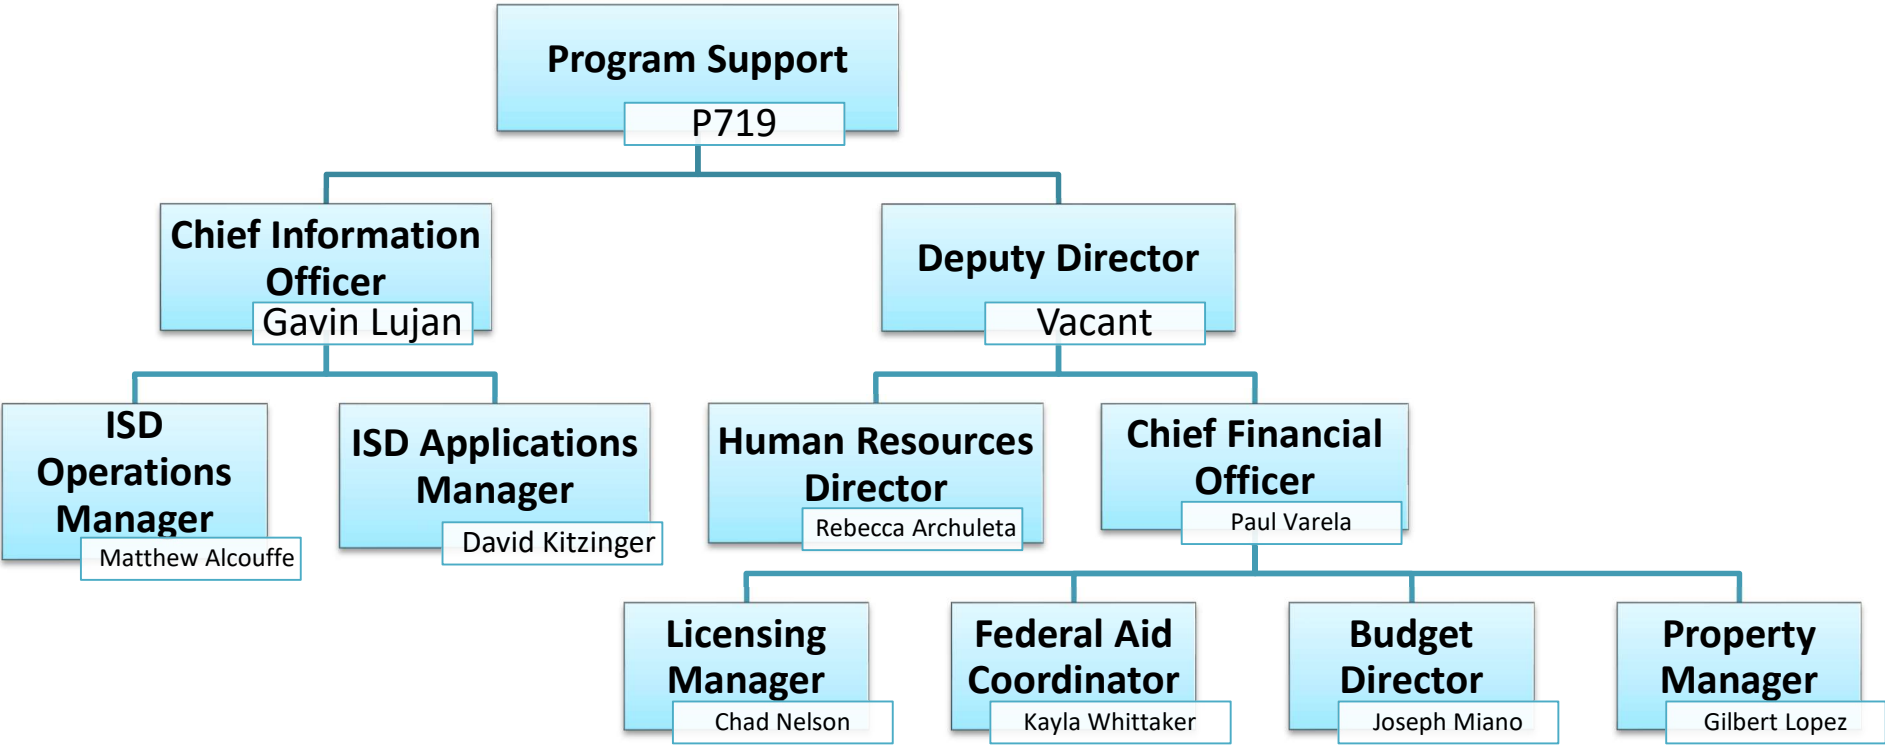 Program Support
P719
Chief Information
Officer
Gavin Lujan
Deputy Director
Vacant
ISD
Operations
Manager
Matthew Alcouffe
ISD Applications
Manager
David Kitzinger
Human Resources
Director
Rebecca Archuleta
Chief Financial
Officer
Paul Varela
Licensing
Manager
Chad Nelson
Federal Aid
Coordinator
Kayla Whittaker
Budget
Director
Joseph Miano
Property
Manager
Gilbert Lopez